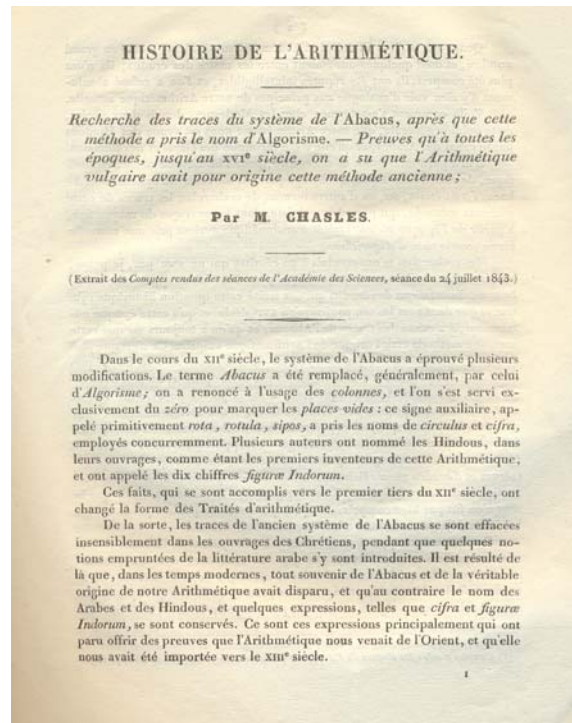 HISTOIRE DE L'ARITHMÉTIQUE.
Recherche des traces du système de l'Abacus, après que cette
méthode a pris le nom d'Algorisme. — Preuves qu'à toutes les
époques, jusqu'au XVIe siècle, on a su que l'Arithmétique
vulgaire avait pour origine cette méthode ancienne;
Par M. CHASLES.
(Extrait des Comptes rendus des séances de l'Académie des Sciences, séance du 24 juillet 1843.)
Dans le cours du XIIe siècle, le système de l'Abacus a éprouvé plusieurs
modifications. Le terme Abacus a été remplacé, généralement, par celui
d'Algorisme; on a renoncé à l'usage des colonnes, et l'on s'est servi ex-
clusivement du zéro pour marquer les places vides : ce signe auxiliaire, ap-
pelé primitivement rota, rotula, sipos, a pris les noms de circulus et cifra,
employés concurremment. Plusieurs auteurs ont nommé les Hindous, dans
leurs ouvrages, comme étant les premiers inventeurs de cette Arithmétique,
et ont appelé les dix chiffres figuræ Indorum.
Ces faits, qui se sont accomplis vers le premier tiers du XIIe siècle, ont
changé la forme des Traités d'arithmétique.
De la sorte, les traces de l'ancien système de l'Abacus se sont effacées
insensiblement dans les ouvrages des Chrétiens, pendant que quelques no-
tions empruntées de la littérature arabe s'y sont introduites. Il est résulté de
là que, dans les temps modernes, tout souvenir de l'Abacus et de la véritable
origine de notre Arithmétique avait disparu, et qu'au contraire le nom des
Arabes et des Hindous, et quelques expressions, telles que cifra et figuræ
Indorum, se sont conservés. Ce sont ces expressions principalement qui ont
paru offrir des preuves que l'Arithmétique nous venait de l'Orient, et qu'elle
nous avait été importée vers le XIIIe siècle.
1